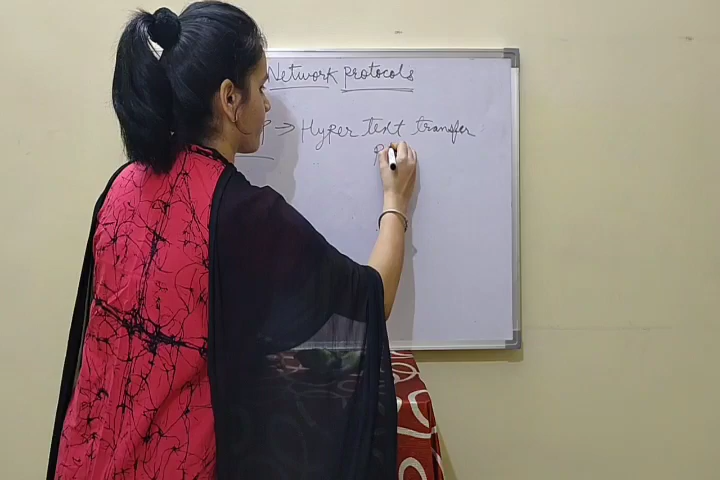 Network Protocols
P → Hyper text transfer
P